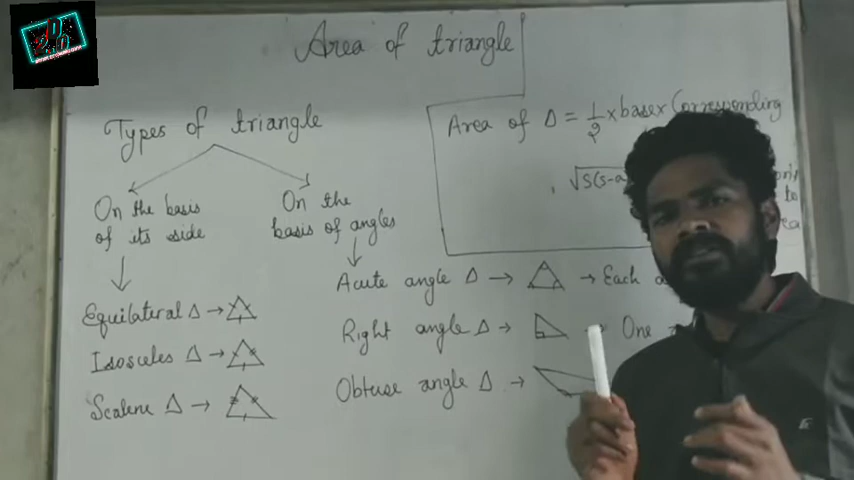 Area of triangle
Types of triangle
On the basis
of its side
On the
basis of angles
Equilateral Δ →
Isosceles Δ →
Scalene Δ →
Area of Δ = 1/2 × base × Corresponding
, √S(S-a
to
Acute angle Δ → → Each
Right angle Δ → → One
Obtuse angle Δ →